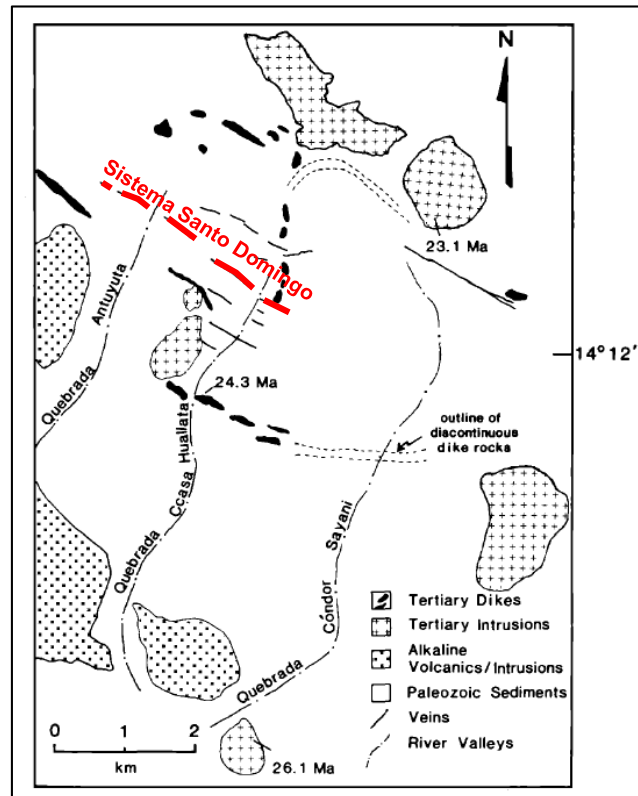 N
Sistema Santo Domingo
23.1 Ma
Quebrada Antuyuta
14°12'
24.3 Ma
outline of
discontinuous
dike rocks
Quebrada Ccasa Huallata
Quebrada Cóndor Sayani
Tertiary Dikes
Tertiary Intrusions
Alkaline
Volcanics/Intrusions
Paleozoic Sediments
Veins
River Valleys
0 1 2
km
26.1 Ma